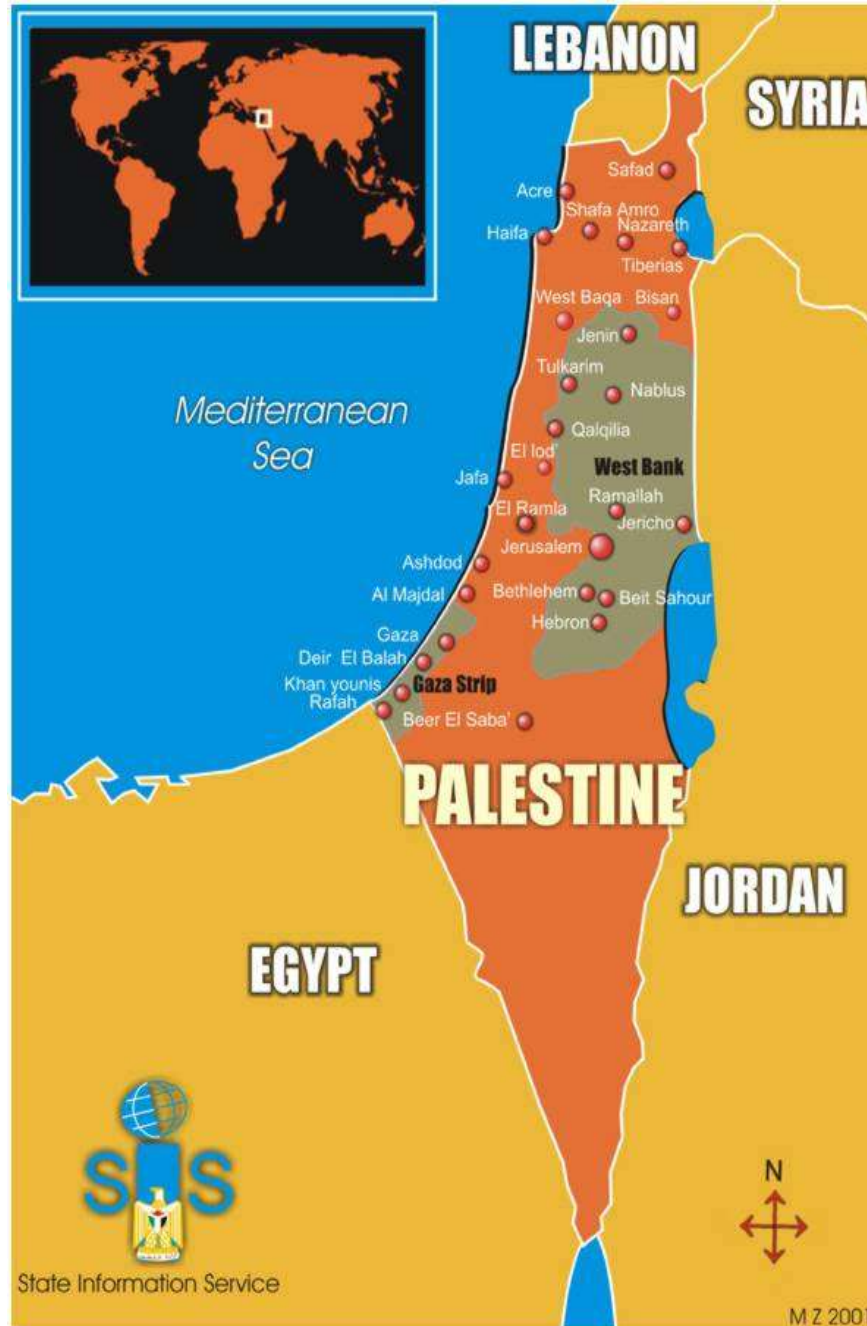 LEBANON
SYRIA
Safad
Acre
Shafa Amro
Nazareth
Haifa
Tiberias
West Baqa
Bisan
Jenin
Tulkarim
Nablus
Mediterranean
Sea
Qalqilia
El lod'
West Bank
Jafa
Ramallah
El Ramla
Jericho
Jerusalem
Ashdod
Al Majdal
Bethlehem
Beit Sahour
Hebron
Gaza
Deir El Balah
Khan younis
Gaza Strip
Rafah
Beer El Saba'
PALESTINE
JORDAN
EGYPT
SIS
State Information Service
N
M Z